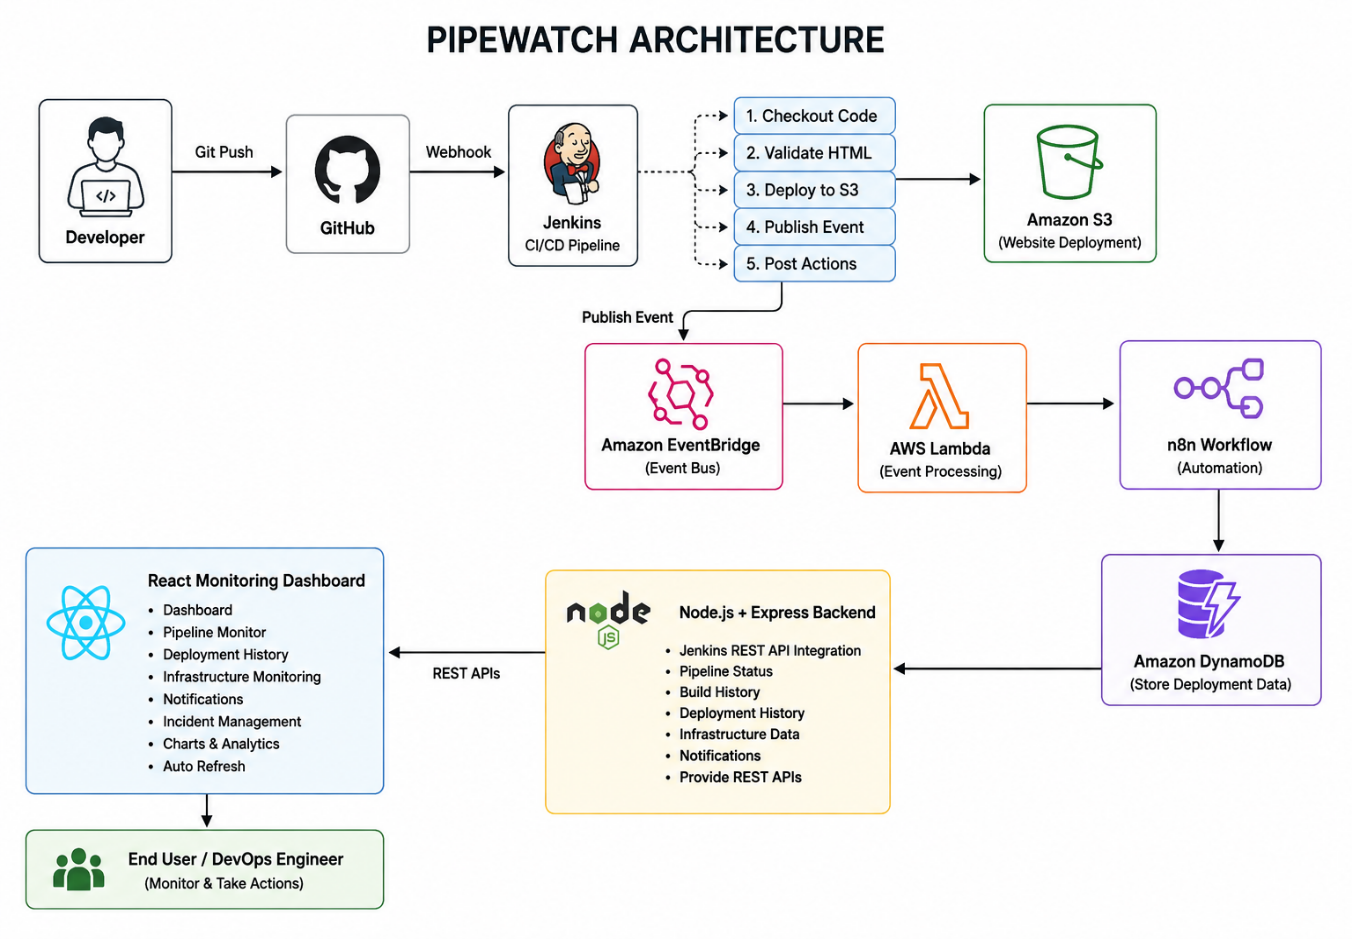 PIPEWATCH ARCHITECTURE
Git Push
</>
Developer
GitHub
Webhook
Jenkins
CI/CD Pipeline
1. Checkout Code
2. Validate HTML
3. Deploy to S3
4. Publish Event
5. Post Actions
Amazon S3
(Website Deployment)
Publish Event
Amazon EventBridge
(Event Bus)
AWS Lambda
(Event Processing)
n8n Workflow
(Automation)
Amazon DynamoDB
(Store Deployment Data)
node
JS
Node.js + Express Backend
• Jenkins REST API Integration
• Pipeline Status
• Build History
• Deployment History
• Infrastructure Data
• Notifications
• Provide REST APIs
REST APIs
React Monitoring Dashboard
• Dashboard
• Pipeline Monitor
• Deployment History
• Infrastructure Monitoring
• Notifications
• Incident Management
• Charts & Analytics
• Auto Refresh
End User / DevOps Engineer
(Monitor & Take Actions)